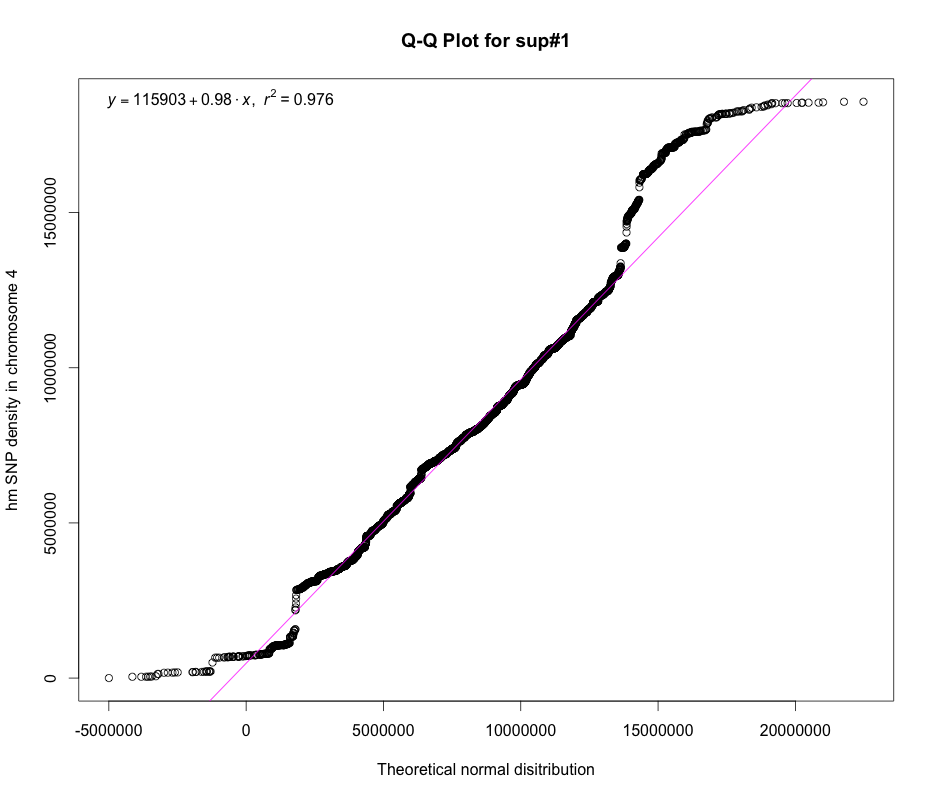 Q-Q Plot for sup#1
y = 115903 + 0.98 · x, r² = 0.976
hm SNP density in chromosome 4
15000000
10000000
5000000
0
-5000000 0 5000000 10000000 15000000 20000000
Theoretical normal disitribution